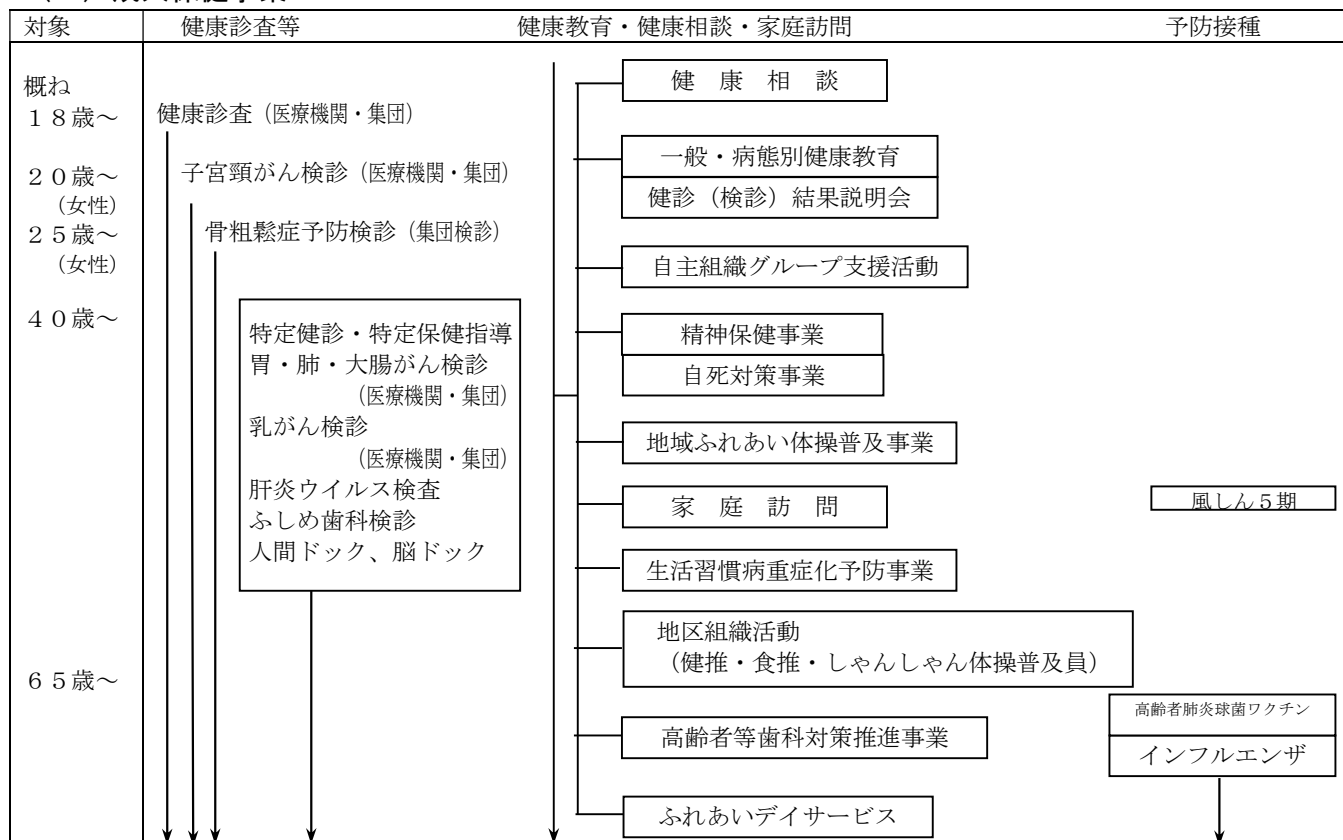 対象 健康診査等 健康教育・健康相談・家庭訪問 予防接種
概ね
18歳～
20歳～
（女性）
25歳～
（女性）
40歳～
65歳～
健康診査（医療機関・集団）
子宮頸がん検診（医療機関・集団）
骨粗鬆症予防検診（集団検診）
特定健診・特定保健指導
胃・肺・大腸がん検診
（医療機関・集団）
乳がん検診
（医療機関・集団）
肝炎ウイルス検査
ふしめ歯科検診
人間ドック、脳ドック
健 康 相 談
一般・病態別健康教育
健診（検診）結果説明会
自主組織グループ支援活動
精神保健事業
自死対策事業
地域ふれあい体操普及事業
家 庭 訪 問
生活習慣病重症化予防事業
地区組織活動
（健推・食推・しゃんしゃん体操普及員）
高齢者等歯科対策推進事業
ふれあいデイサービス
風しん5期
高齢者肺炎球菌ワクチン
インフルエンザ